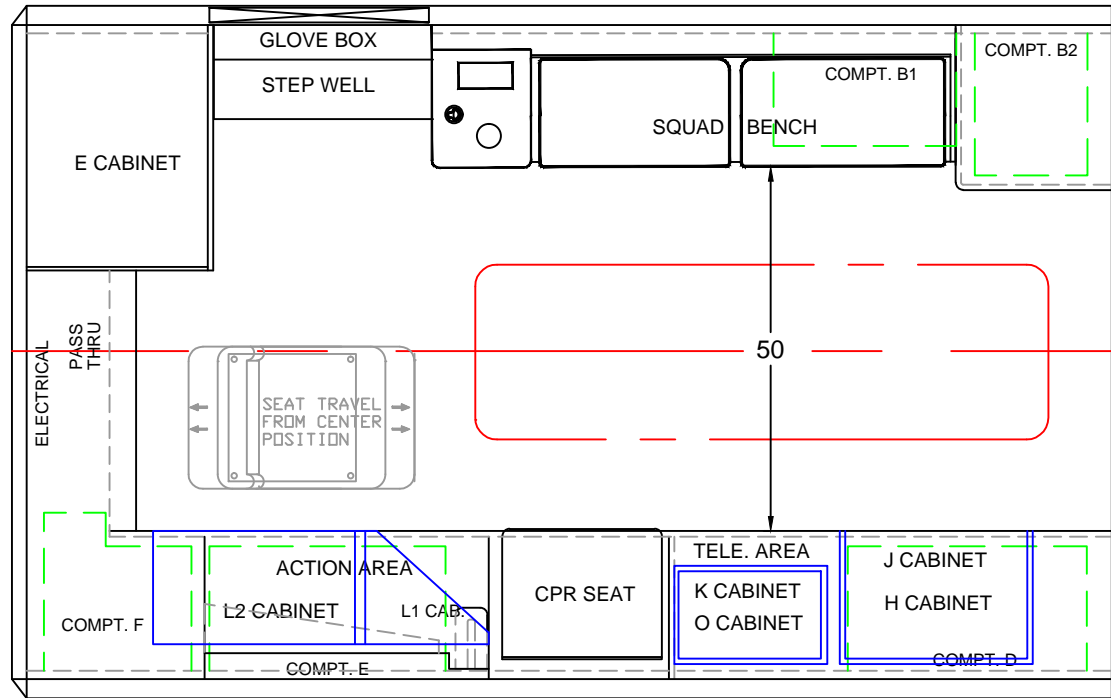 GLOVE BOX
STEP WELL
COMPT. B1
COMPT. B2
SQUAD BENCH
E CABINET
ELECTRICAL
PASS
THRU
50
SEAT TRAVEL
FROM CENTER
POSITION
ACTION AREA
L2 CABINET
L1 CAB.
COMPT. F
COMPT. E
CPR SEAT
TELE. AREA
K CABINET
O CABINET
J CABINET
H CABINET
COMPT. D